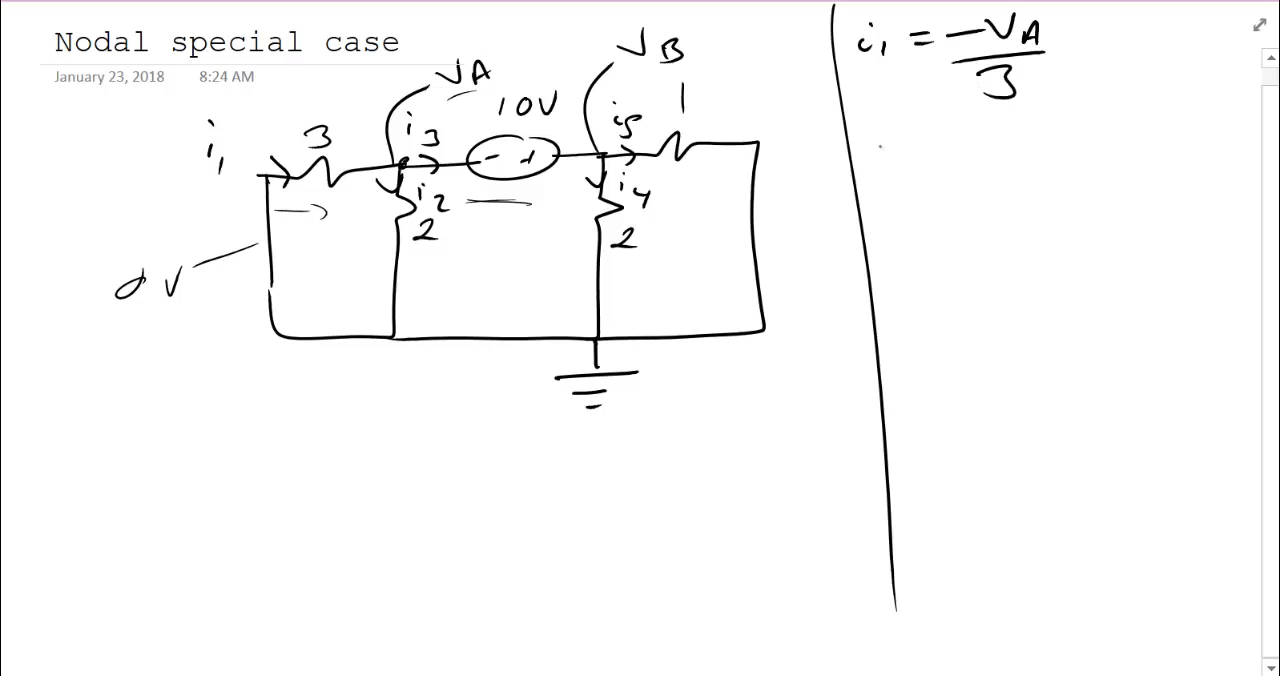 Nodal special case
January 23, 2018 8:24 AM
VA
VB
10V
1
i1
3
i3
- +
i5
i2
2
i4
2
0V
i1 = -VA/3